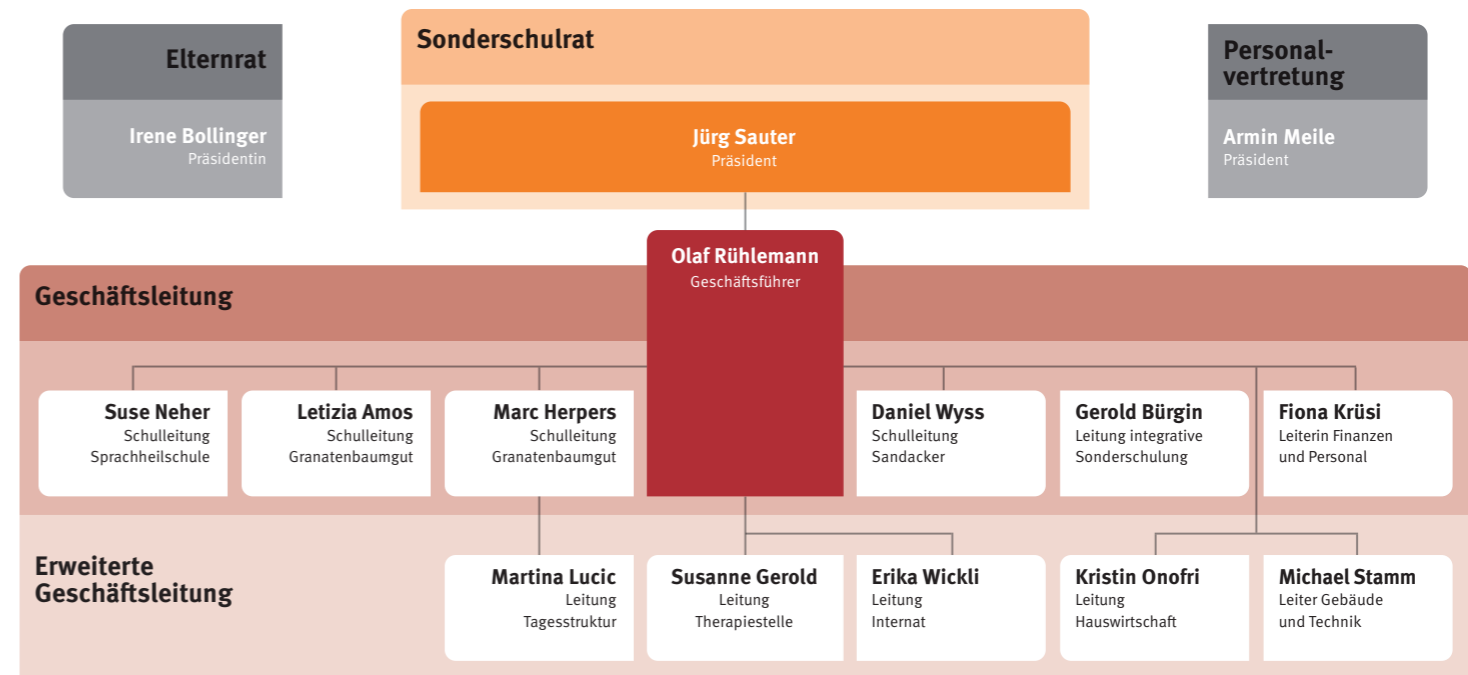 Elternrat
Irene Bollinger
Präsidentin
Sonderschulrat
Jürg Sauter
Präsident
Personal-
vertretung
Armin Meile
Präsident
Olaf Rühlemann
Geschäftsführer
Geschäftsleitung
Suse Neher
Schulleitung
Sprachheilschule
Letizia Amos
Schulleitung
Granatenbaumgut
Marc Herpers
Schulleitung
Granatenbaumgut
Daniel Wyss
Schulleitung
Sandacker
Gerold Bürgin
Leitung integrative
Sonderschulung
Fiona Krüsi
Leiterin Finanzen
und Personal
Erweiterte
Geschäftsleitung
Martina Lucic
Leitung
Tagesstruktur
Susanne Gerold
Leitung
Therapiestelle
Erika Wickli
Leitung
Internat
Kristin Onofri
Leitung
Hauswirtschaft
Michael Stamm
Leiter Gebäude
und Technik